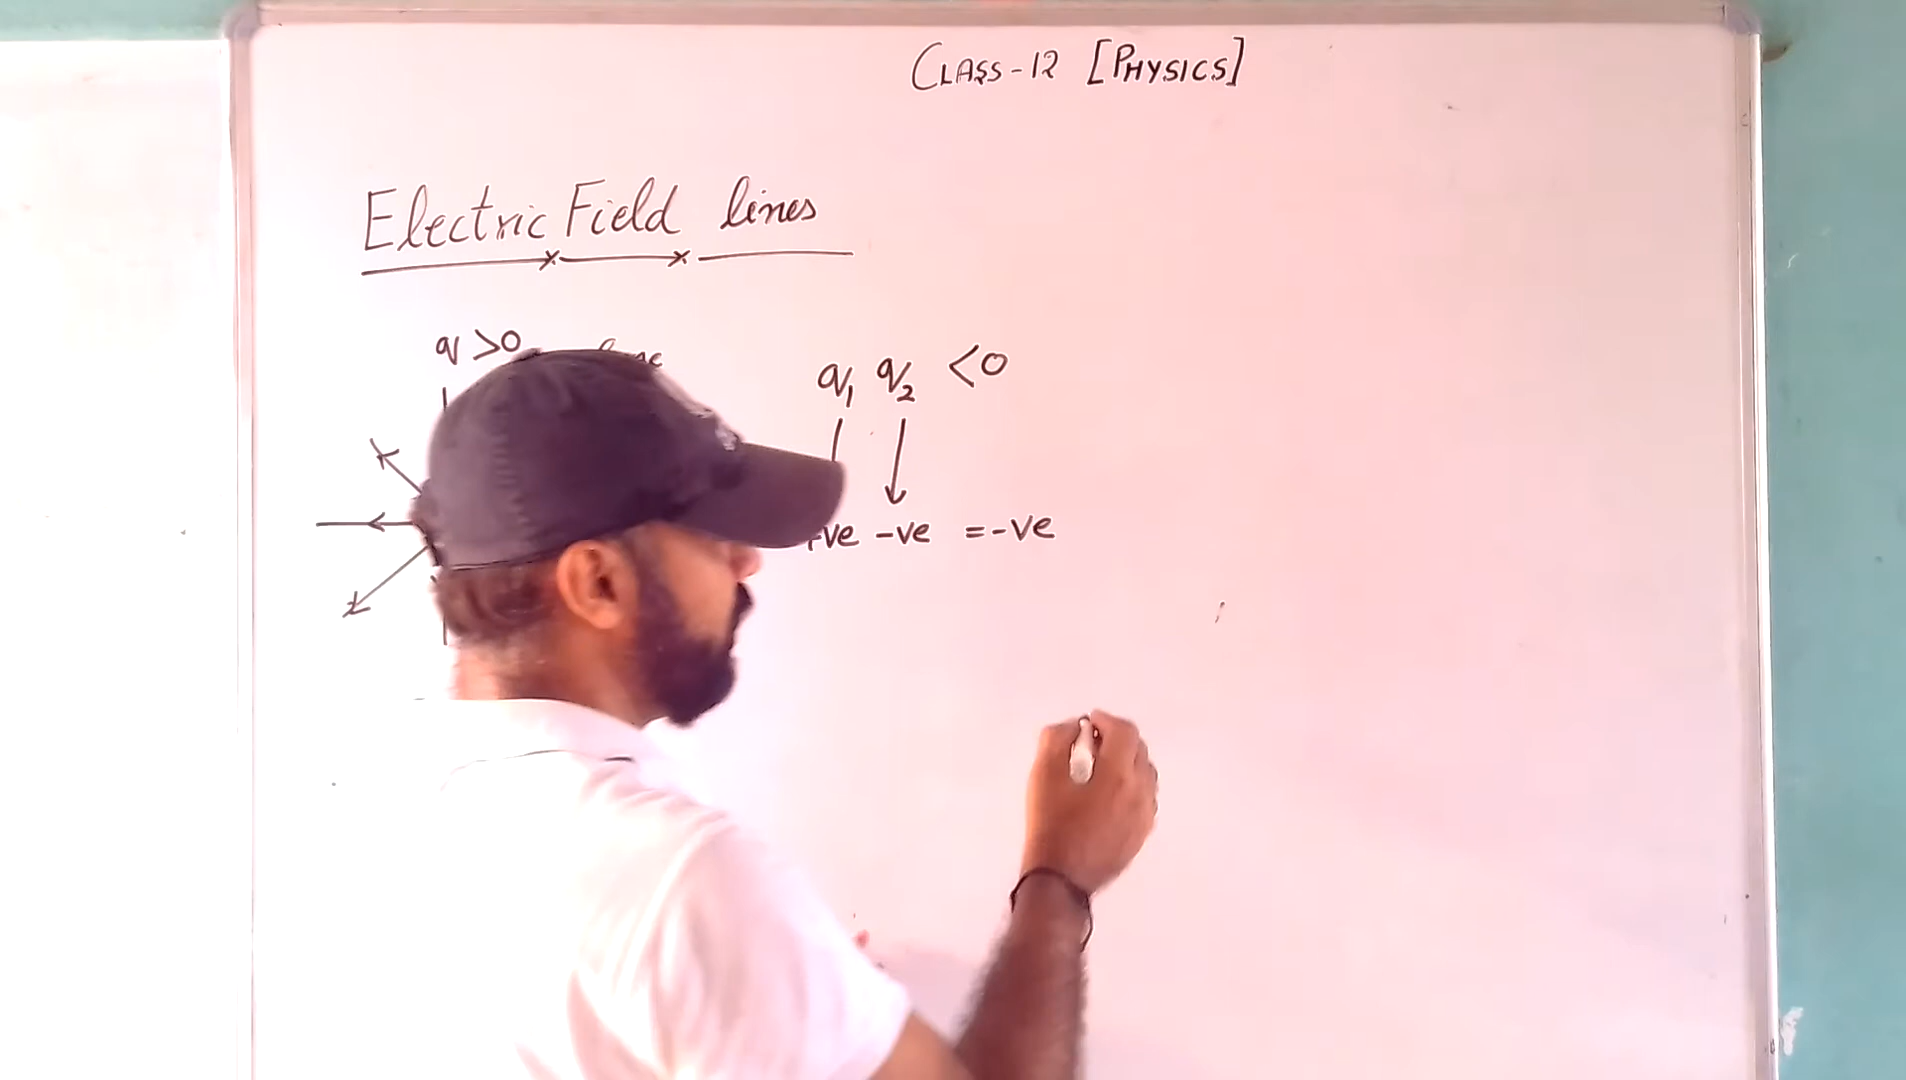 CLASS-12 [PHYSICS]
Electric Field lines
q >0
q1 q2 <0
+ve -ve = -ve